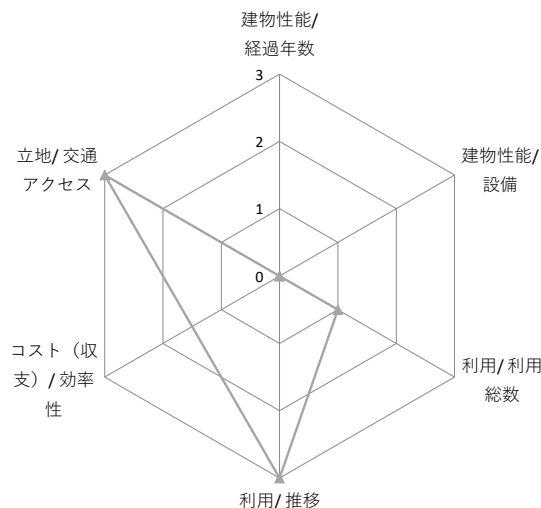 建物性能/
経過年数
3
立地/ 交通
アクセス
建物性能/
設備
2
1
0
コスト（収
支）/ 効率
性
利用/ 利用
総数
利用/ 推移